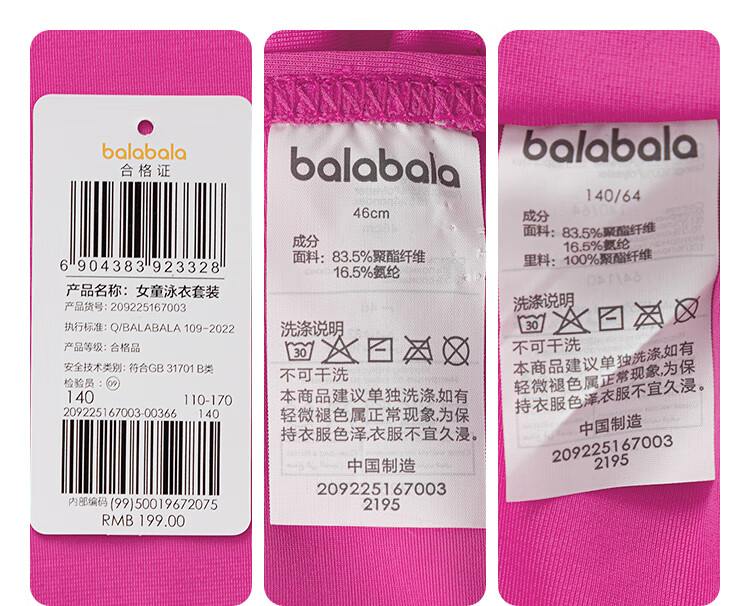 balabala
合格证
6 904383 923328
产品名称: 女童泳衣套装
产品货号: 209225167003
执行标准: Q/BALABALA 109-2022
产品等级: 合格品
安全技术类别: 符合GB 31701 B类
检验员: 09
140 110-170
209225167003-00366 140
内部编码 (99)50019672075
RMB 199.00
balabala
46cm
成分
面料: 83.5%聚酯纤维
16.5%氨纶
洗涤说明
30
不可干洗
本商品建议单独洗涤,如有
轻微褪色属正常现象,为保
持衣服色泽,衣服不宜久浸。
中国制造
209225167003
2195
balabala
140/64
成分
面料: 83.5%聚酯纤维
16.5%氨纶
里料: 100%聚酯纤维
洗涤说明
30
不可干洗
本商品建议单独洗涤,如有
轻微褪色属正常现象,为保
持衣服色泽,衣服不宜久浸。
中国制造
209225167003
2195